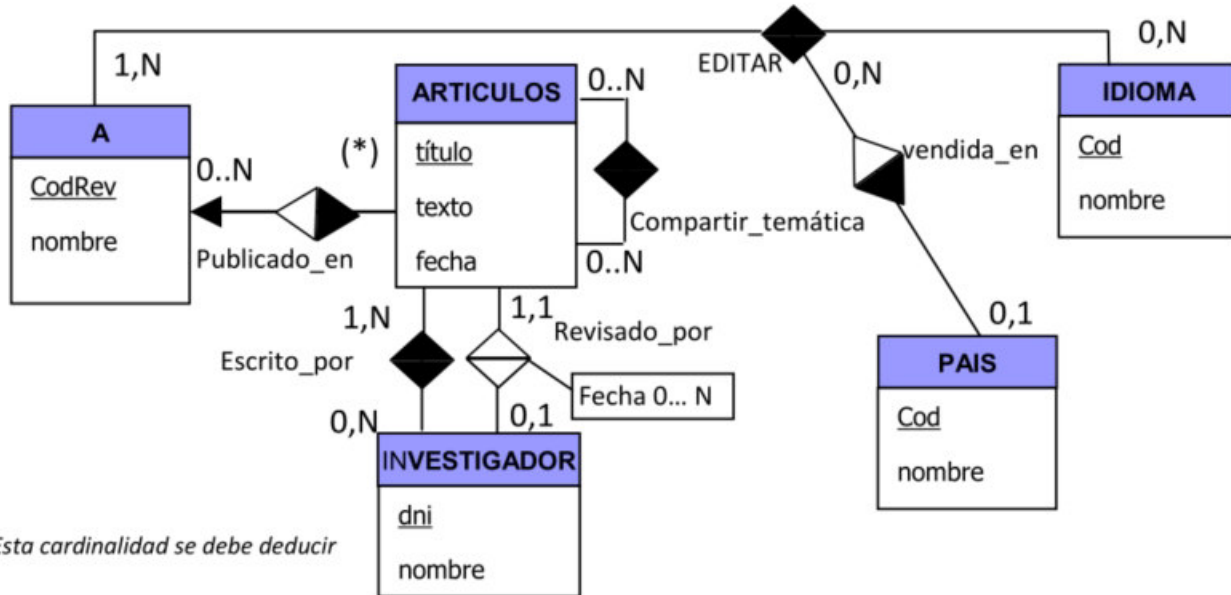 0,N
1,N
EDITAR
0,N
ARTICULOS
título
texto
fecha
0..N
0..N
Compartir_temática
IDIOMA
Cod
nombre
A
CodRev
nombre
0..N
(*)
Publicado_en
vendida_en
0,1
PAIS
Cod
nombre
1,N
Escrito_por
0,N
1,1
Revisado_por
Fecha 0... N
0,1
INVESTIGADOR
dni
nombre
Esta cardinalidad se debe deducir